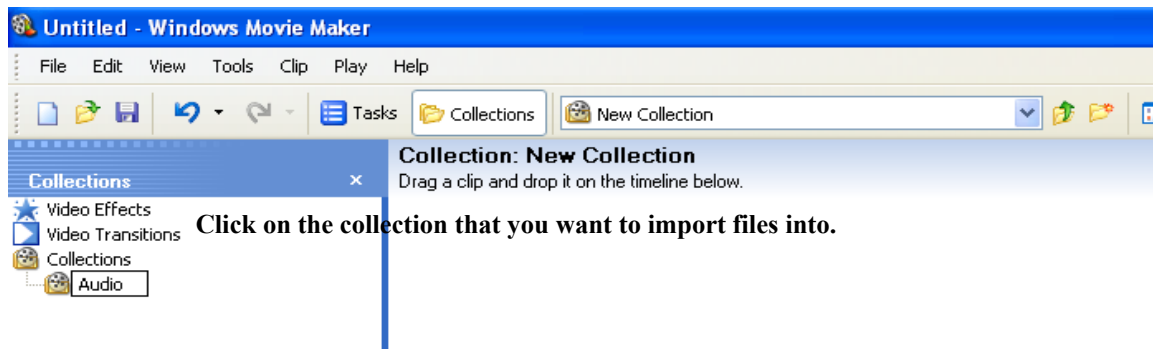 Untitled - Windows Movie Maker
File Edit View Tools Clip Play Help
Tasks Collections New Collection
Collection: New Collection
Collections
Drag a clip and drop it on the timeline below.
Video Effects
Click on the collection that you want to import files into.
Video Transitions
Collections
Audio